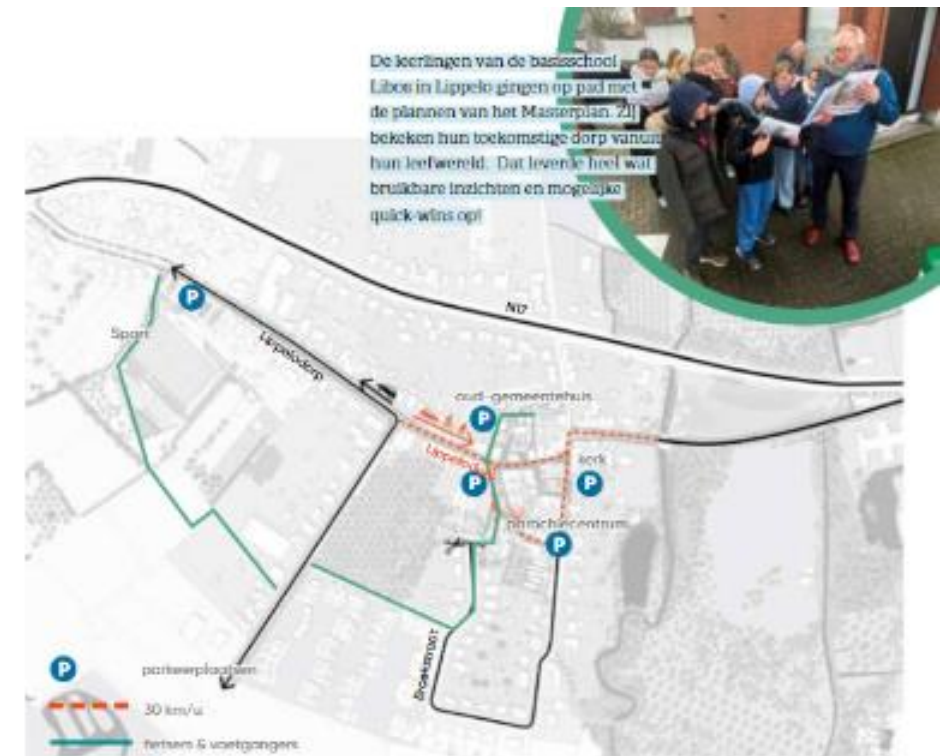 De leerlingen van de basisschool
Libos in Lippelo gingen op pad met
de plannen van het Masterplan. Zij
bekeken hun toekomstige dorp vanuit
hun leefwereld. Dat leverde heel wat
bruikbare inzichten en mogelijke
quick-wins op!
N17
P
Sport
Lippelodorp
oud-gemeentehuis
P
Lippelodorp
kerk
P
P
parochiecentrum
P
Broekstraat
P parkeerplaatsen
30 km/u
fietsers & voetgangers